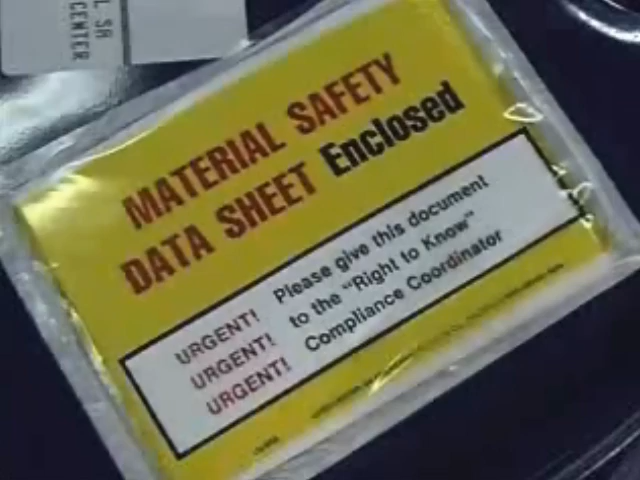 L SR
CENTER
MATERIAL SAFETY
DATA SHEET Enclosed
URGENT! Please give this document
URGENT! to the "Right to Know"
URGENT! Compliance Coordinator